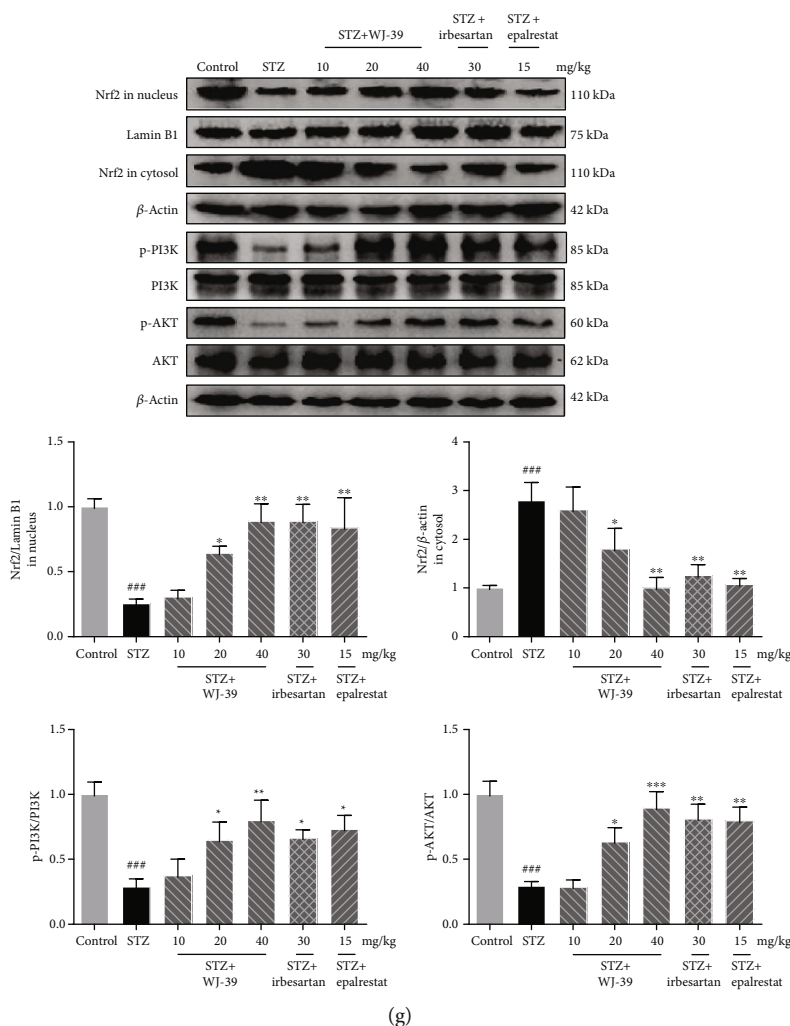 STZ+WJ-39
STZ +
irbesartan
STZ +
epalrestat
Control STZ 10 20 40 30 15 mg/kg
Nrf2 in nucleus 110 kDa
Lamin B1 75 kDa
Nrf2 in cytosol 110 kDa
β-Actin 42 kDa
p-PI3K 85 kDa
PI3K 85 kDa
p-AKT 60 kDa
AKT 62 kDa
β-Actin 42 kDa
Nrf2/Lamin B1
in nucleus
1.5
1.0
0.5
0.0
###
*
**
**
**
Control STZ 10 20 40 30 15 mg/kg
STZ+
WJ-39
STZ+
irbesartan
STZ+
epalrestat
Nrf2/β-actin
in cytosol
4
3
2
1
0
###
*
**
**
**
Control STZ 10 20 40 30 15 mg/kg
STZ+
WJ-39
STZ+
irbesartan
STZ+
epalrestat
p-PI3K/PI3K
1.5
1.0
0.5
0.0
###
*
**
*
*
Control STZ 10 20 40 30 15 mg/kg
STZ+
WJ-39
STZ+
irbesartan
STZ+
epalrestat
p-AKT/AKT
1.5
1.0
0.5
0.0
###
*
***
**
**
Control STZ 10 20 40 30 15 mg/kg
STZ+
WJ-39
STZ+
irbesartan
STZ+
epalrestat
(g)